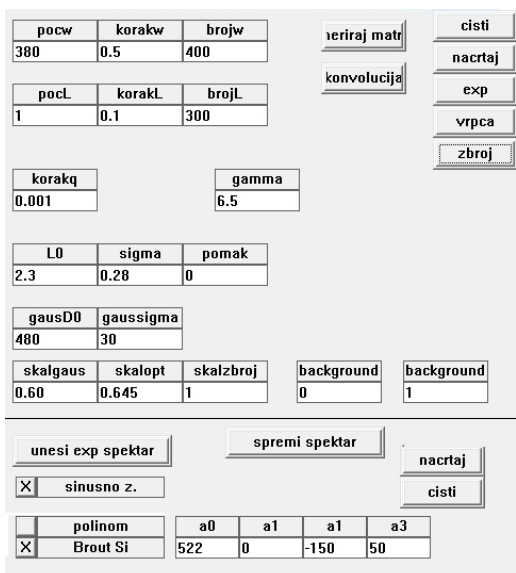 pocw korakw brojw neriraj matr cisti
380 0.5 400
nacrtaj
konvolucija
pocL korakL brojL exp
1 0.1 300 vrpca
zbroj
korakq gamma
0.001 6.5
L0 sigma pomak
2.3 0.28 0
gausD0 gaussigma
480 30
skalgaus skalopt skalzbroj background background
0.60 0.645 1 0 1
unesi exp spektar spremi spektar nacrtaj
X sinusno z. cisti
polinom a0 a1 a1 a3
X Brout Si 522 0 -150 50